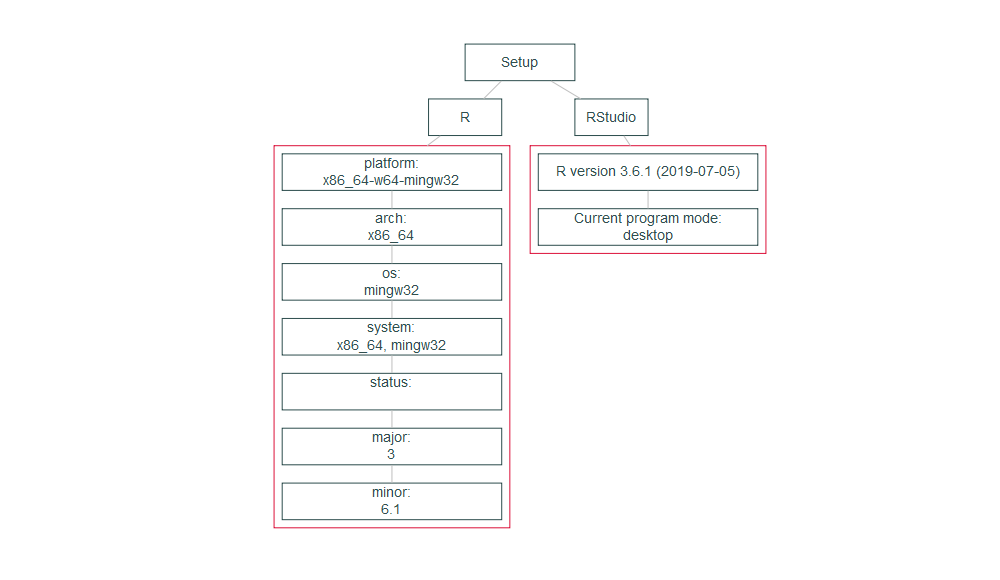 Setup
R
RStudio
platform:
x86_64-w64-mingw32
arch:
x86_64
os:
mingw32
system:
x86_64, mingw32
status:
major:
3
minor:
6.1
R version 3.6.1 (2019-07-05)
Current program mode:
desktop